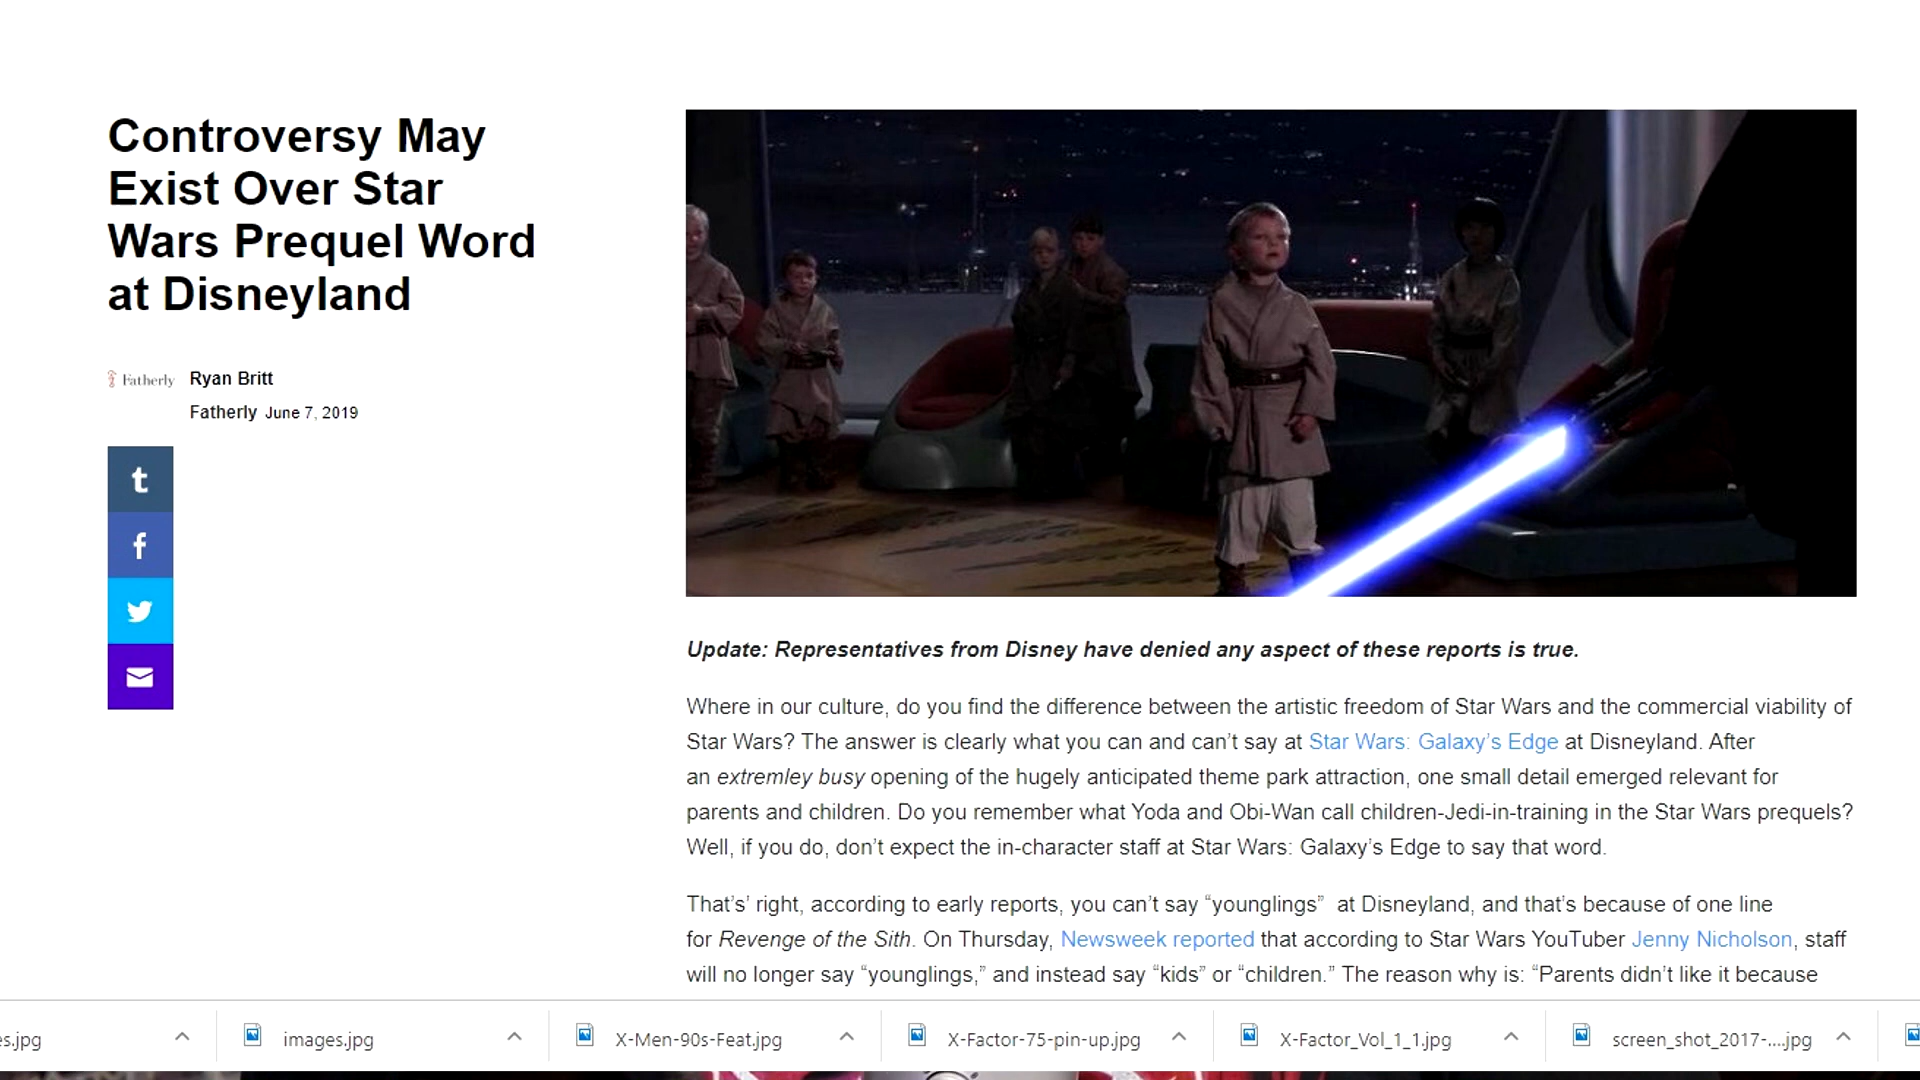 Controversy May
Exist Over Star
Wars Prequel Word
at Disneyland
Fatherly Ryan Britt
Fatherly June 7, 2019
Update: Representatives from Disney have denied any aspect of these reports is true.
Where in our culture, do you find the difference between the artistic freedom of Star Wars and the commercial viability of
Star Wars? The answer is clearly what you can and can't say at Star Wars: Galaxy's Edge at Disneyland. After
an extremley busy opening of the hugely anticipated theme park attraction, one small detail emerged relevant for
parents and children. Do you remember what Yoda and Obi-Wan call children-Jedi-in-training in the Star Wars prequels?
Well, if you do, don't expect the in-character staff at Star Wars: Galaxy's Edge to say that word.
That's' right, according to early reports, you can't say “younglings” at Disneyland, and that's because of one line
for Revenge of the Sith. On Thursday, Newsweek reported that according to Star Wars YouTuber Jenny Nicholson, staff
will no longer say “younglings,” and instead say “kids” or “children.” The reason why is: “Parents didn't like it because
es.jpg
images.jpg
X-Men-90s-Feat.jpg
X-Factor-75-pin-up.jpg
X-Factor_Vol_1_1.jpg
screen_shot_2017-....jpg